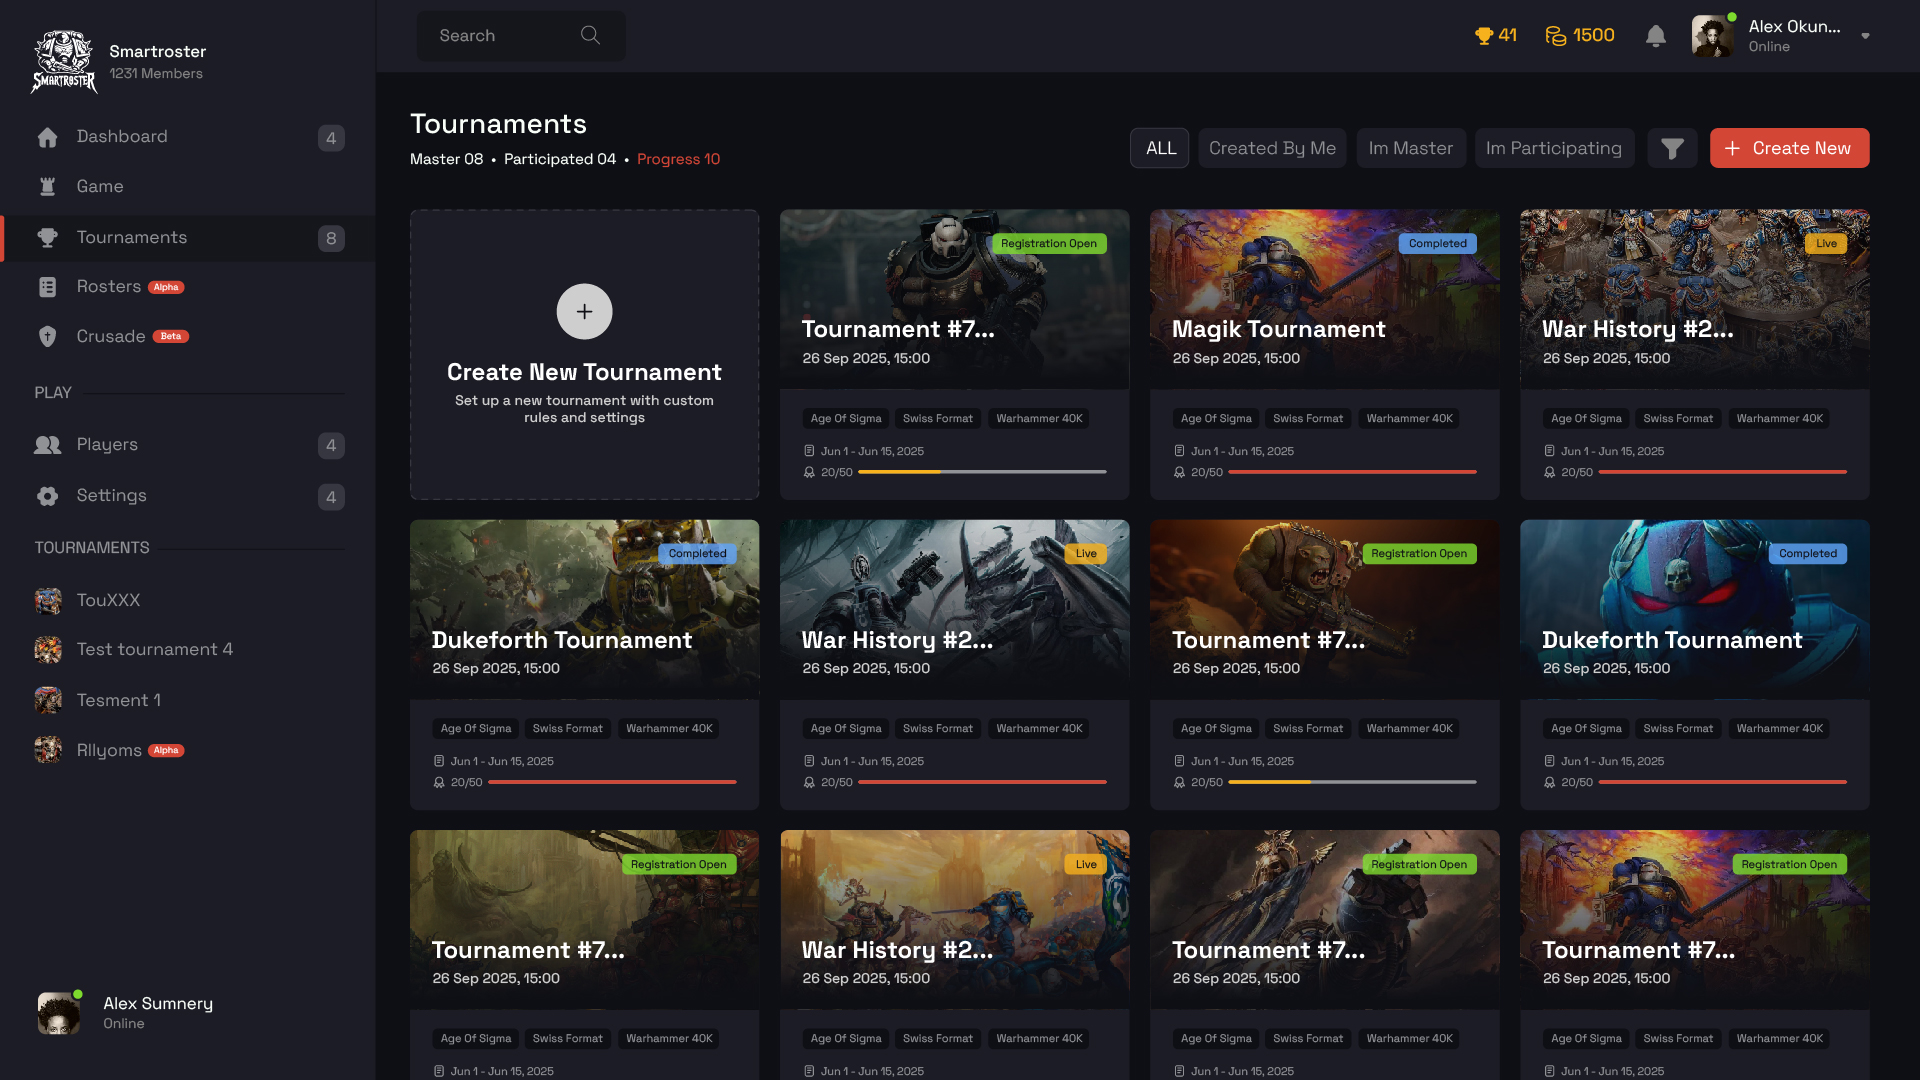 SMARTROSTER
Smartroster
1231 Members
Dashboard 4
Game
Tournaments 8
Rosters Alpha
Crusade Beta
PLAY
Players 4
Settings 4
TOURNAMENTS
TouXXX
Test tournament 4
Tesment 1
Rllyoms Alpha
Alex Sumnery
Online
Search
41
1500
Alex Okun...
Online
Tournaments
Master 08 • Participated 04 • Progress 10
ALL
Created By Me
Im Master
Im Participating
Create New
Create New Tournament
Set up a new tournament with custom
rules and settings
Registration Open
Tournament #7...
26 Sep 2025, 15:00
Age Of Sigma Swiss Format Warhammer 40K
Jun 1 - Jun 15, 2025
20/50
Completed
Magik Tournament
26 Sep 2025, 15:00
Age Of Sigma Swiss Format Warhammer 40K
Jun 1 - Jun 15, 2025
20/50
Live
War History #2...
26 Sep 2025, 15:00
Age Of Sigma Swiss Format Warhammer 40K
Jun 1 - Jun 15, 2025
20/50
Completed
Dukeforth Tournament
26 Sep 2025, 15:00
Age Of Sigma Swiss Format Warhammer 40K
Jun 1 - Jun 15, 2025
20/50
Live
War History #2...
26 Sep 2025, 15:00
Age Of Sigma Swiss Format Warhammer 40K
Jun 1 - Jun 15, 2025
20/50
Registration Open
Tournament #7...
26 Sep 2025, 15:00
Age Of Sigma Swiss Format Warhammer 40K
Jun 1 - Jun 15, 2025
20/50
Completed
Dukeforth Tournament
26 Sep 2025, 15:00
Age Of Sigma Swiss Format Warhammer 40K
Jun 1 - Jun 15, 2025
20/50
Registration Open
Tournament #7...
26 Sep 2025, 15:00
Age Of Sigma Swiss Format Warhammer 40K
Jun 1 - Jun 15, 2025
Live
War History #2...
26 Sep 2025, 15:00
Age Of Sigma Swiss Format Warhammer 40K
Jun 1 - Jun 15, 2025
Registration Open
Tournament #7...
26 Sep 2025, 15:00
Age Of Sigma Swiss Format Warhammer 40K
Jun 1 - Jun 15, 2025
Registration Open
Tournament #7...
26 Sep 2025, 15:00
Age Of Sigma Swiss Format Warhammer 40K
Jun 1 - Jun 15, 2025